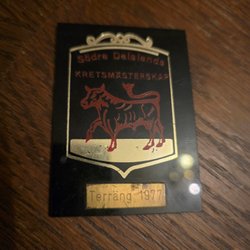 Södra Dalslands
KRETSMÄSTERSKAP
Terräng 1977